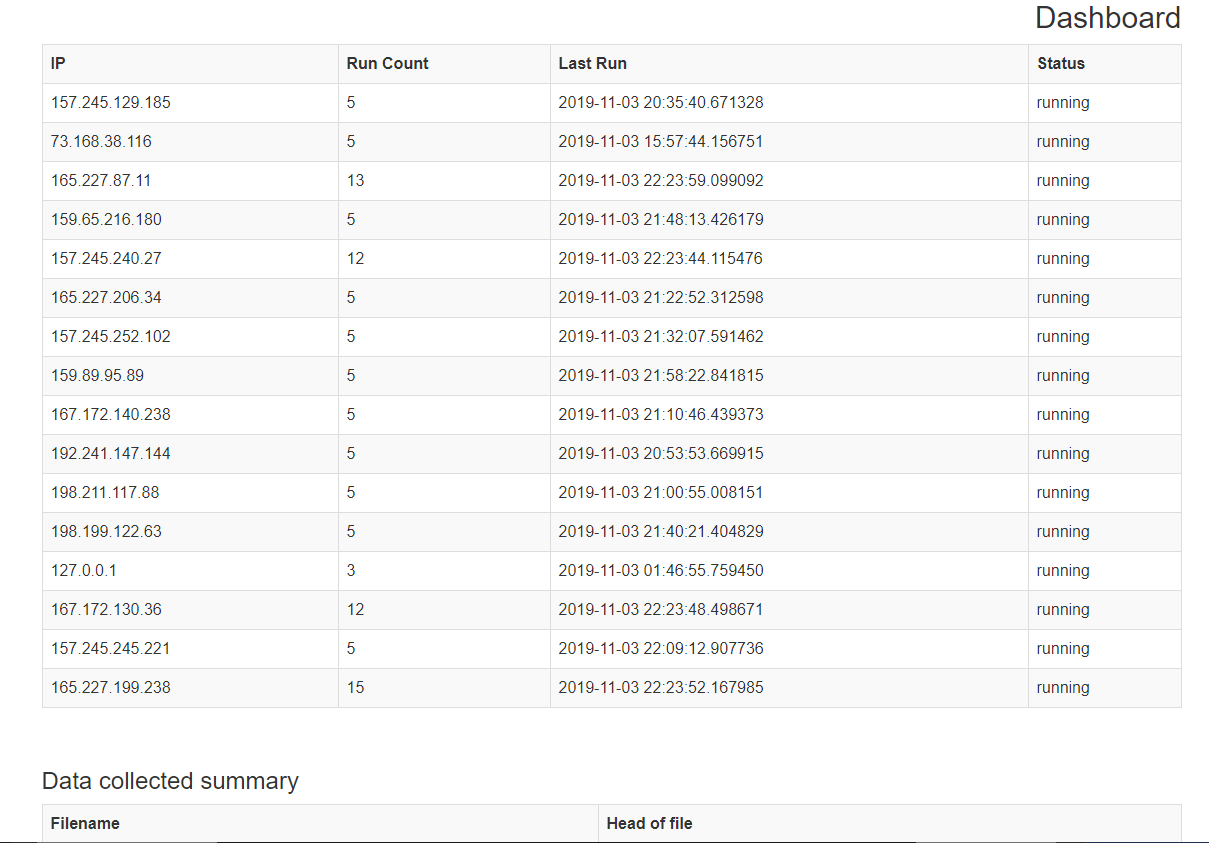 Dashboard
IP Run Count Last Run Status
157.245.129.185 5 2019-11-03 20:35:40.671328 running
73.168.38.116 5 2019-11-03 15:57:44.156751 running
165.227.87.11 13 2019-11-03 22:23:59.099092 running
159.65.216.180 5 2019-11-03 21:48:13.426179 running
157.245.240.27 12 2019-11-03 22:23:44.115476 running
165.227.206.34 5 2019-11-03 21:22:52.312598 running
157.245.252.102 5 2019-11-03 21:32:07.591462 running
159.89.95.89 5 2019-11-03 21:58:22.841815 running
167.172.140.238 5 2019-11-03 21:10:46.439373 running
192.241.147.144 5 2019-11-03 20:53:53.669915 running
198.211.117.88 5 2019-11-03 21:00:55.008151 running
198.199.122.63 5 2019-11-03 21:40:21.404829 running
127.0.0.1 3 2019-11-03 01:46:55.759450 running
167.172.130.36 12 2019-11-03 22:23:48.498671 running
157.245.245.221 5 2019-11-03 22:09:12.907736 running
165.227.199.238 15 2019-11-03 22:23:52.167985 running
Data collected summary
Filename Head of file